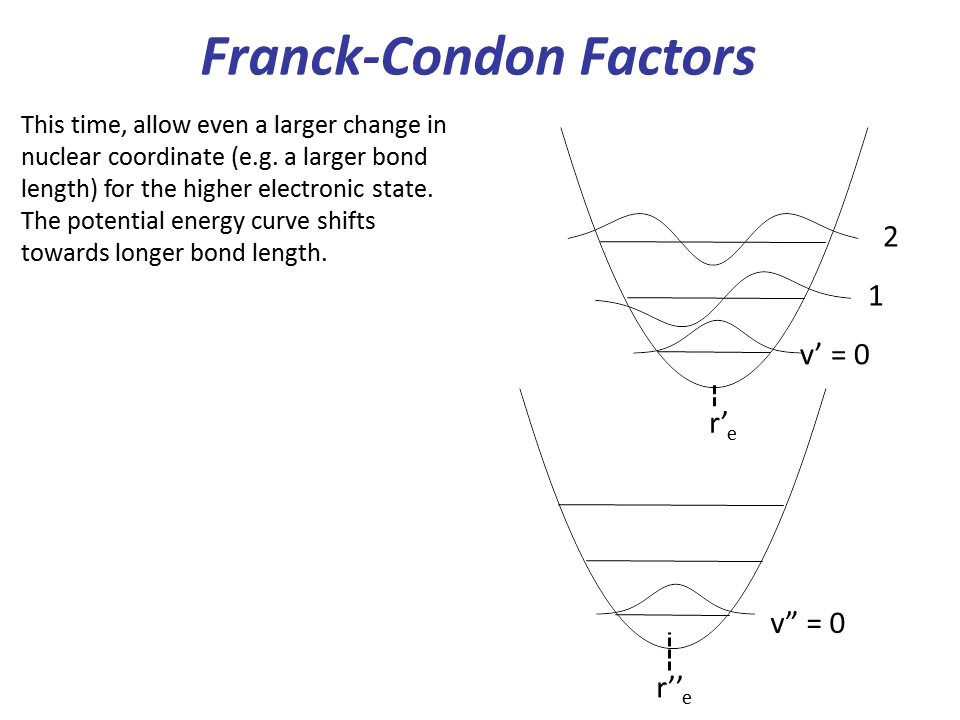 Franck-Condon Factors
This time, allow even a larger change in
nuclear coordinate (e.g. a larger bond
length) for the higher electronic state.
The potential energy curve shifts
towards longer bond length.
2
1
v’ = 0
r’e
v” = 0
r’’e